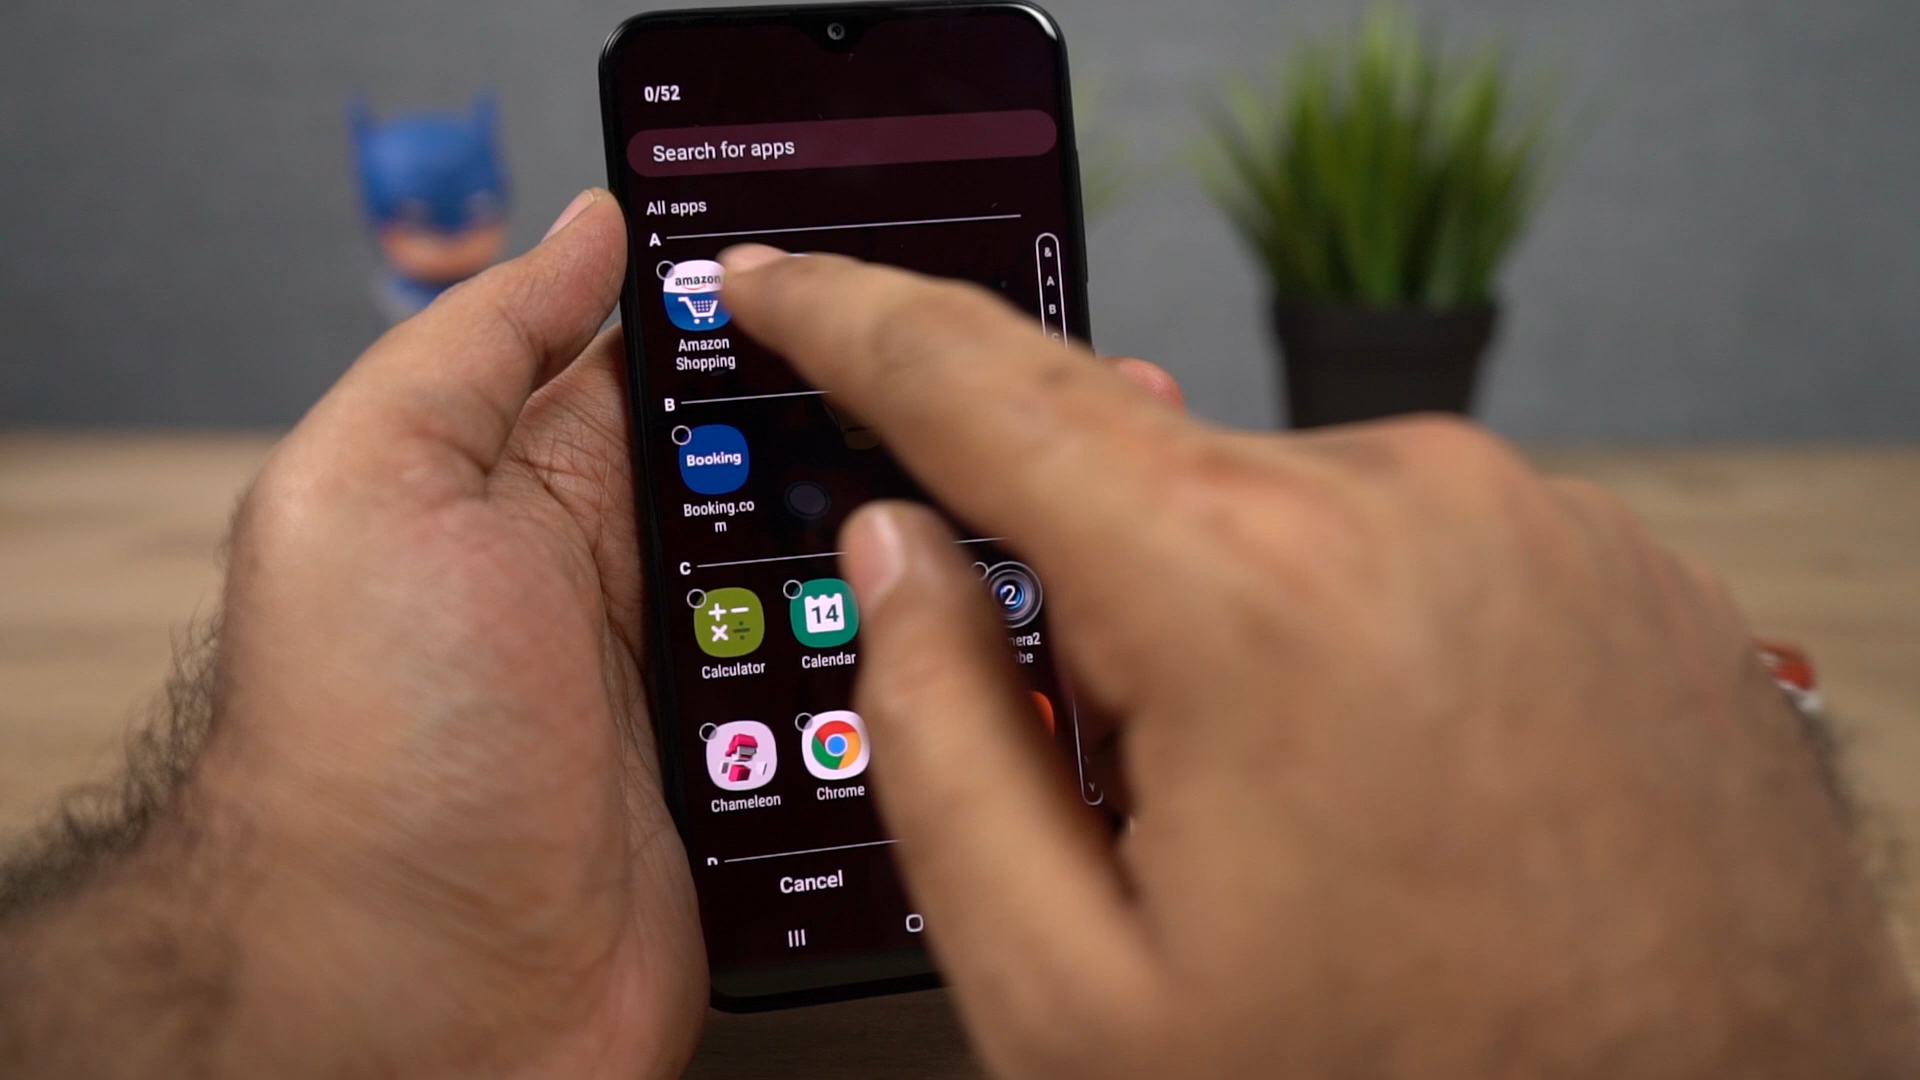 0/52
Search for apps
All apps
A
&
A
B
amazon
Amazon
Shopping
B
Booking
Booking.co
m
C
14
2
Calculator
Calendar
Chameleon
Chrome
Cancel